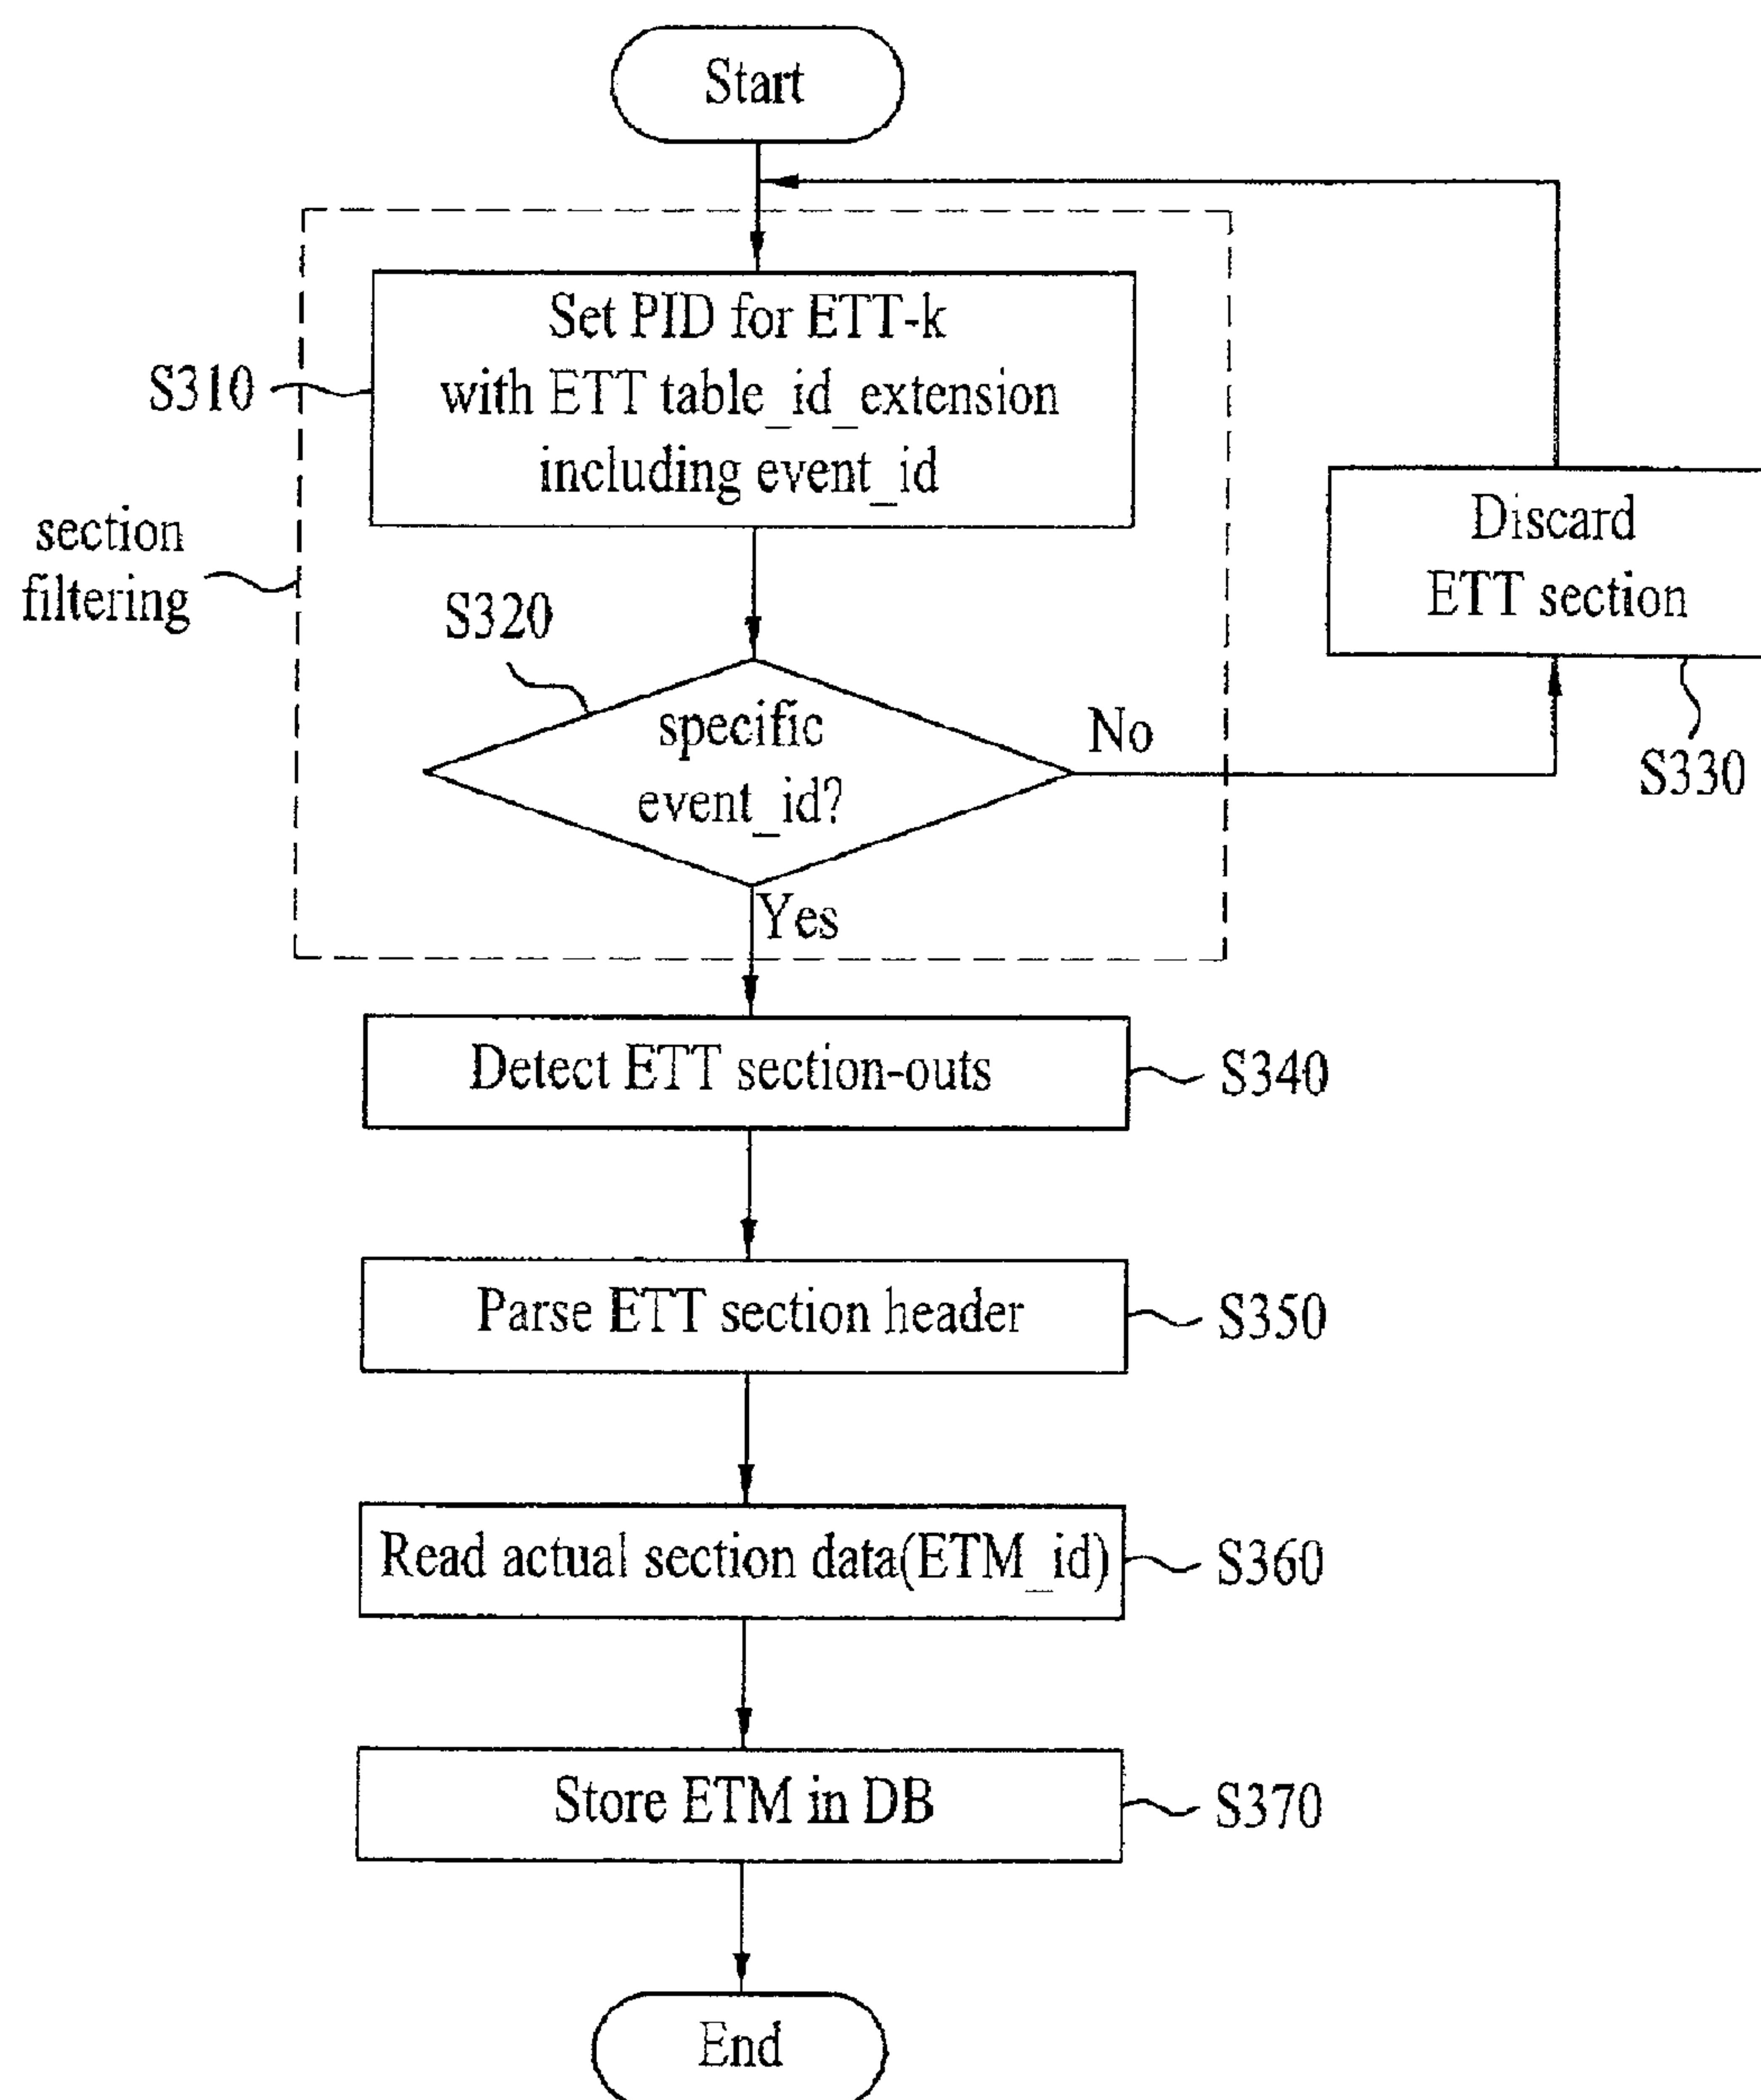 Start
Set PID for ETT-k
S310
with ETT table_id_extension
including event_id
section
filtering
Discard
ETT section
S320
specific
event_id?
No
S330
Yes
Detect ETT section-outs
S340
Parse ETT section header
S350
Read actual section data(ETM_id)
S360
Store ETM in DB
S370
End